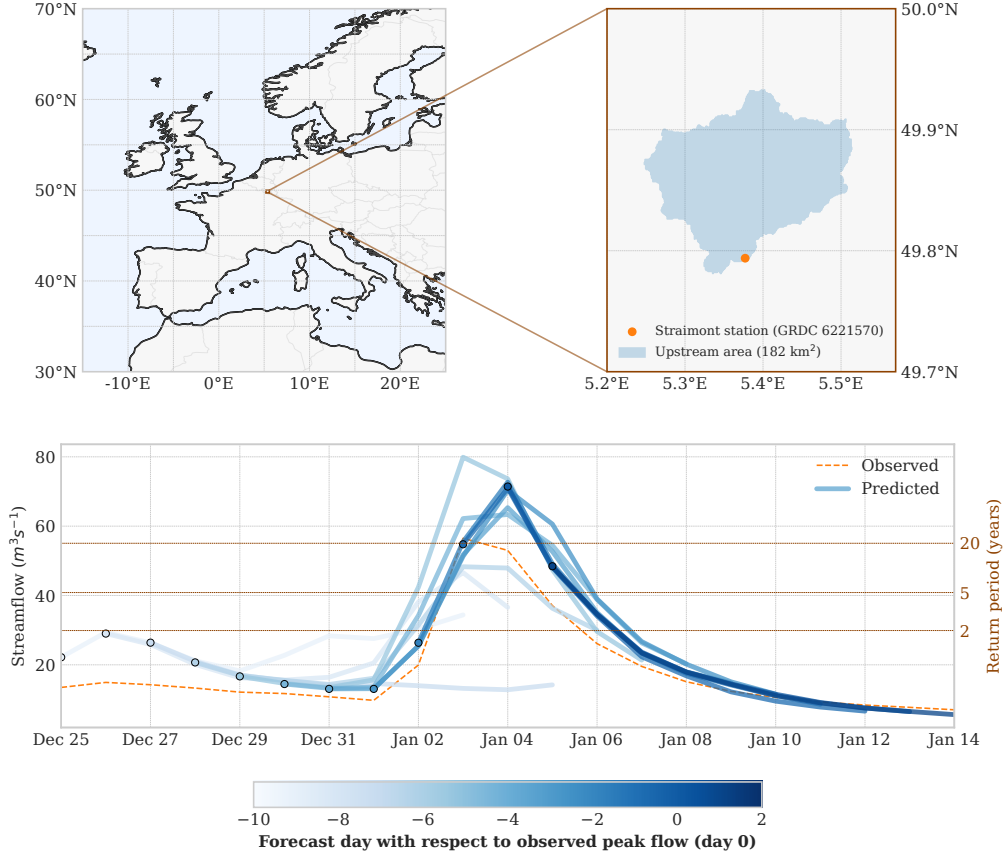 70°N
60°N
50°N
40°N
30°N
-10°E 0°E 10°E 20°E
50.0°N
49.9°N
49.8°N
49.7°N
Straimont station (GRDC 6221570)
Upstream area (182 km²)
5.2°E 5.3°E 5.4°E 5.5°E
Streamflow (m³s⁻¹)
80
60
40
20
Observed
Predicted
20
5
2
Return period (years)
Dec 25 Dec 27 Dec 29 Dec 31 Jan 02 Jan 04 Jan 06 Jan 08 Jan 10 Jan 12 Jan 14
−10 −8 −6 −4 −2 0 2
Forecast day with respect to observed peak flow (day 0)